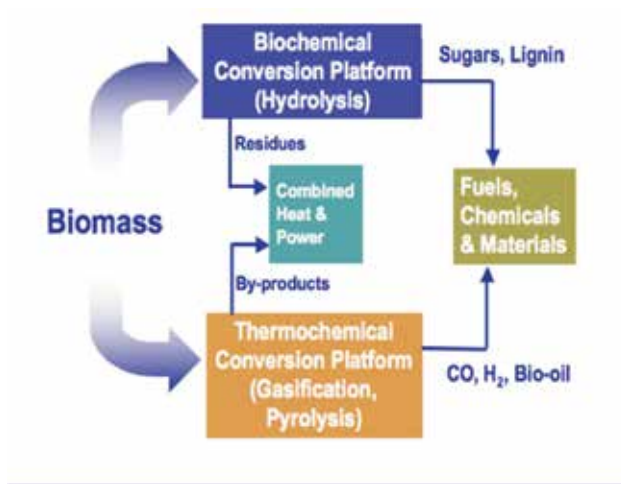 Biochemical
Conversion Platform
(Hydrolysis)
Sugars, Lignin
Residues
Combined
Heat &
Power
Fuels,
Chemicals
& Materials
Biomass
By-products
Thermochemical
Conversion Platform
(Gasification,
Pyrolysis)
CO, H₂, Bio-oil